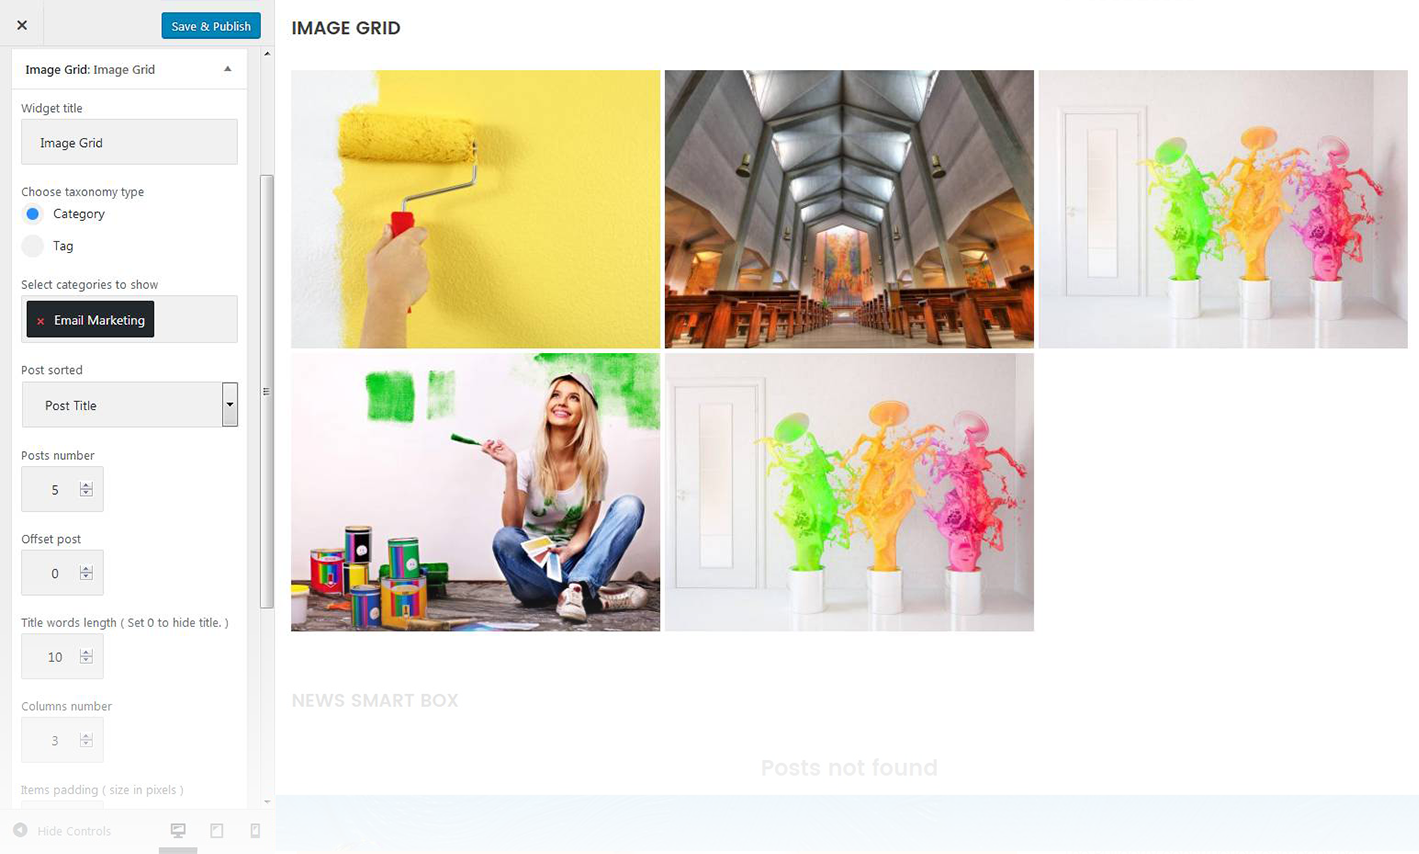 Save & Publish
Image Grid: Image Grid
Widget title
Image Grid
Choose taxonomy type
Category
Tag
Select categories to show
× Email Marketing
Post sorted
Post Title
Posts number
5
Offset post
0
Title words length ( Set 0 to hide title. )
10
Columns number
3
Items padding ( size in pixels )
Hide Controls
IMAGE GRID
NEWS SMART BOX
Posts not found